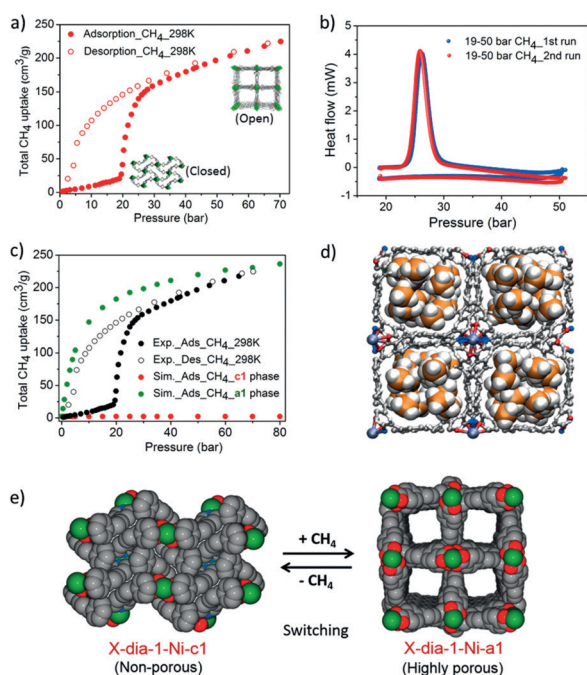 a)
Adsorption_CH₄_298K
Desorption_CH₄_298K
Total CH₄ uptake (cm³/g)
250
200
150
100
50
0
(Open)
(Closed)
0 10 20 30 40 50 60 70
Pressure (bar)
b)
19-50 bar CH₄_1st run
19-50 bar CH₄_2nd run
Heat flow (mW)
5
4
3
2
1
0
-1
20 30 40 50
Pressure (bar)
c)
Total CH₄ uptake (cm³/g)
250
200
150
100
50
0
Exp._Ads_CH₄_298K
Exp._Des_CH₄_298K
Sim._Ads_CH₄_c1 phase
Sim._Ads_CH₄_a1 phase
0 20 40 60 80
Pressure (bar)
d)
e)
+ CH₄
- CH₄
Switching
X-dia-1-Ni-c1
(Non-porous)
X-dia-1-Ni-a1
(Highly porous)